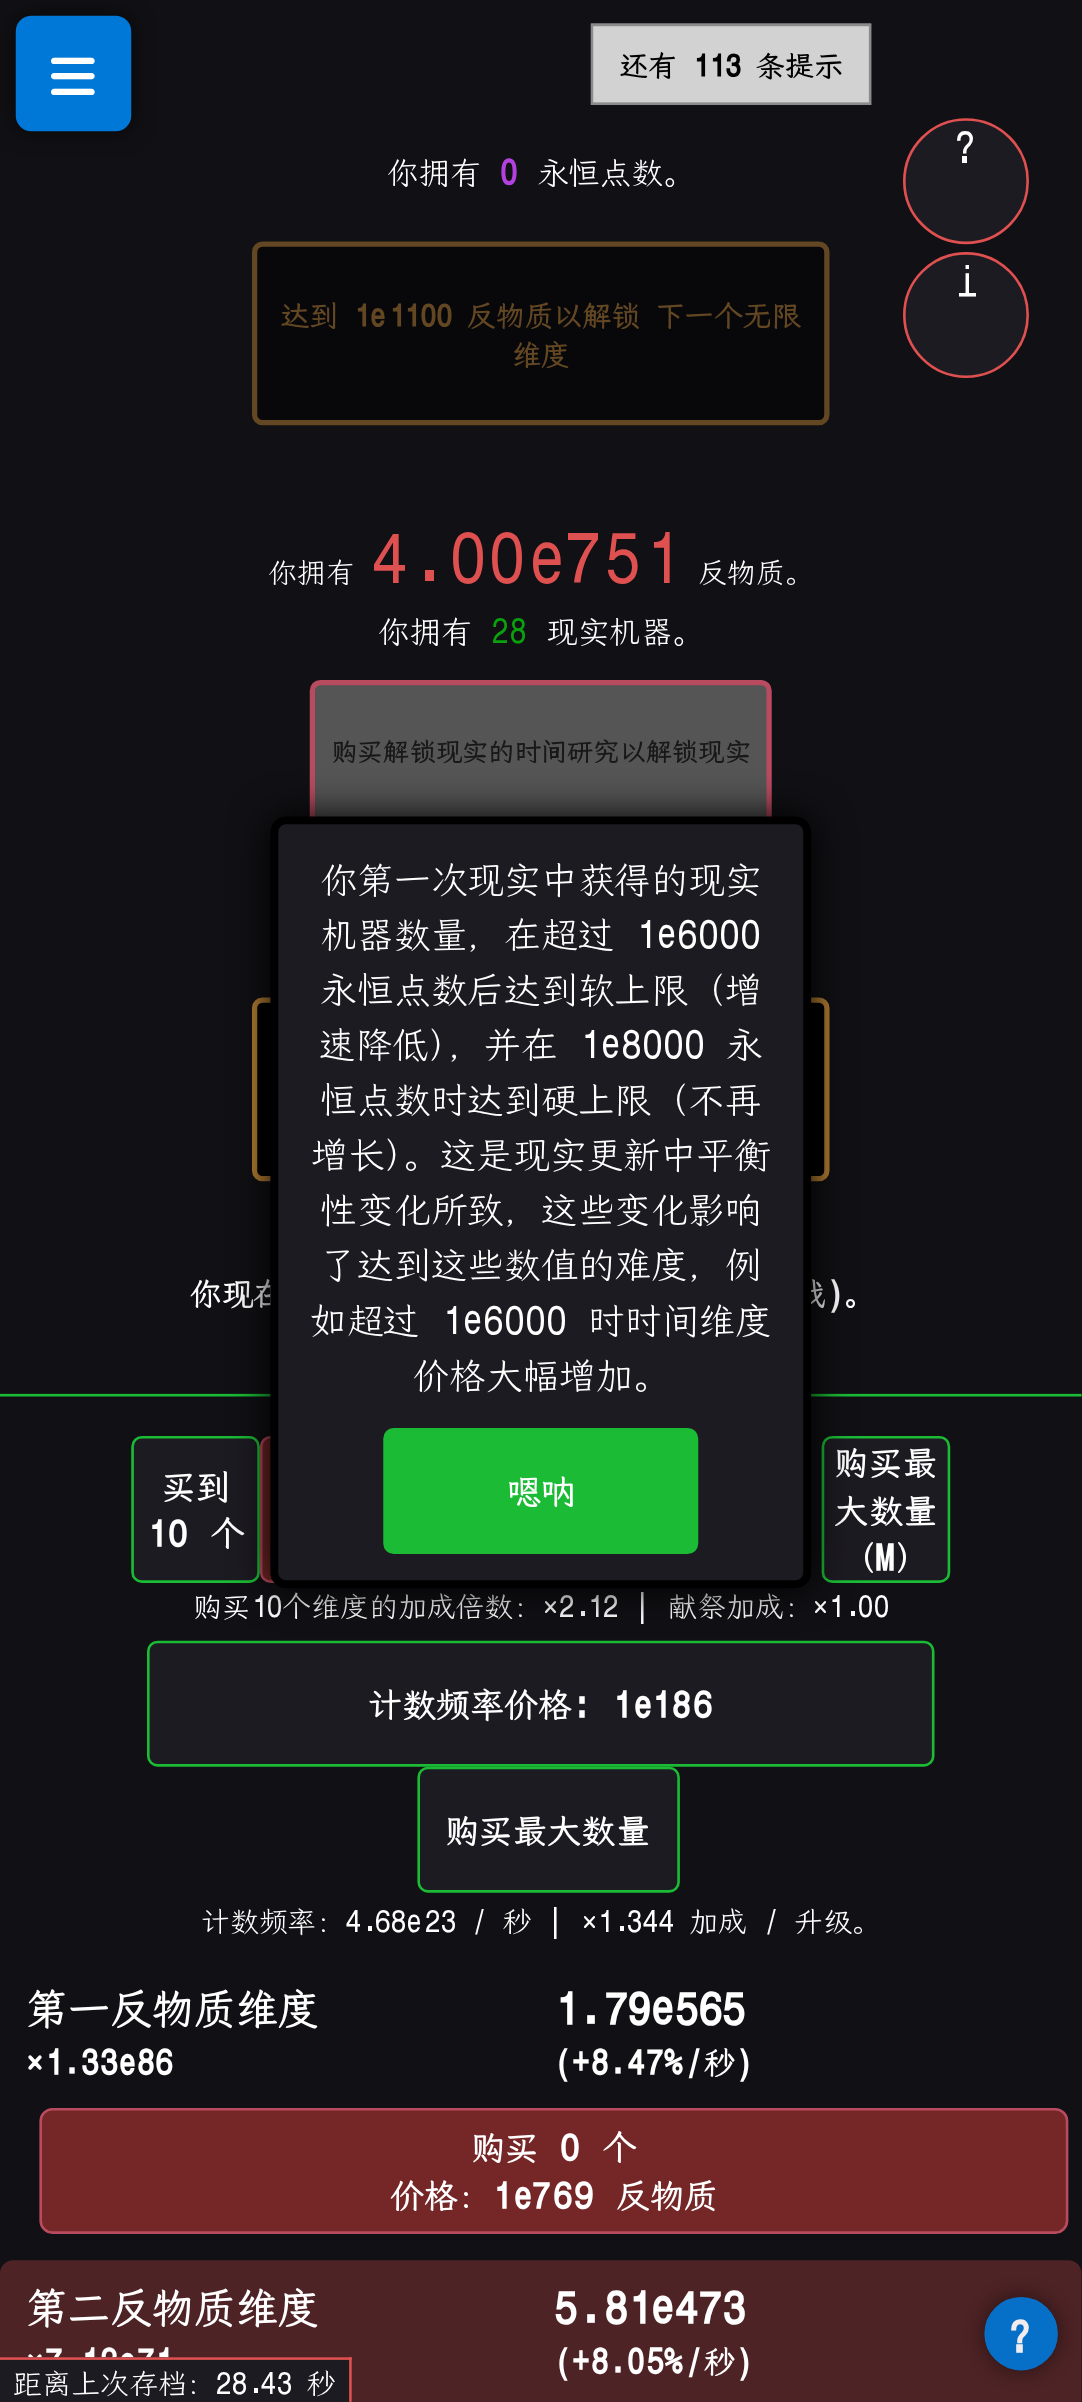 还有 113 条提示
?
i
你拥有 0 永恒点数。
达到 1e1100 反物质以解锁 下一个无限
维度
你拥有 4.00e751 反物质。
你拥有 28 现实机器。
购买解锁现实的时间研究以解锁现实
你第一次现实中获得的现实
机器数量, 在超过 1e6000
永恒点数后达到软上限 (增
速降低), 并在 1e8000 永
恒点数时达到硬上限 (不再
增长)。这是现实更新中平衡
性变化所致, 这些变化影响
了达到这些数值的难度, 例
如超过 1e6000 时时间维度
价格大幅增加。
嗯呐
你现在
)。
买到
10 个
购买最
大数量
(M)
购买10个维度的加成倍数: ×2.12 | 献祭加成: ×1.00
计数频率价格: 1e186
购买最大数量
计数频率: 4.68e23 / 秒 | ×1.344 加成 / 升级。
第一反物质维度 1.79e565
×1.33e86 (+8.47%/秒)
购买 0 个
价格: 1e769 反物质
第二反物质维度 5.81e473
(+8.05%/秒)
?
距离上次存档: 28.43 秒